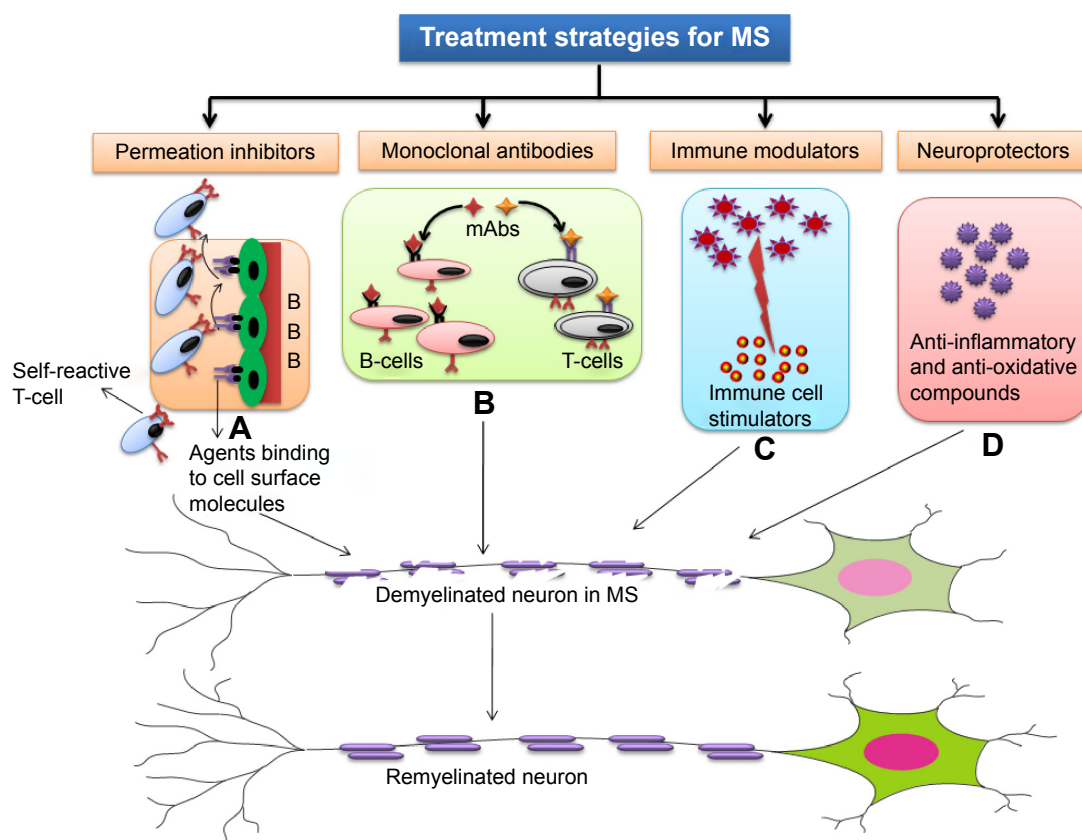 Treatment strategies for MS
Permeation inhibitors
Monoclonal antibodies
Immune modulators
Neuroprotectors
B
B
B
Self-reactive
T-cell
A
Agents binding
to cell surface
molecules
mAbs
B-cells
T-cells
B
Immune cell
stimulators
C
Anti-inflammatory
and anti-oxidative
compounds
D
Demyelinated neuron in MS
Remyelinated neuron